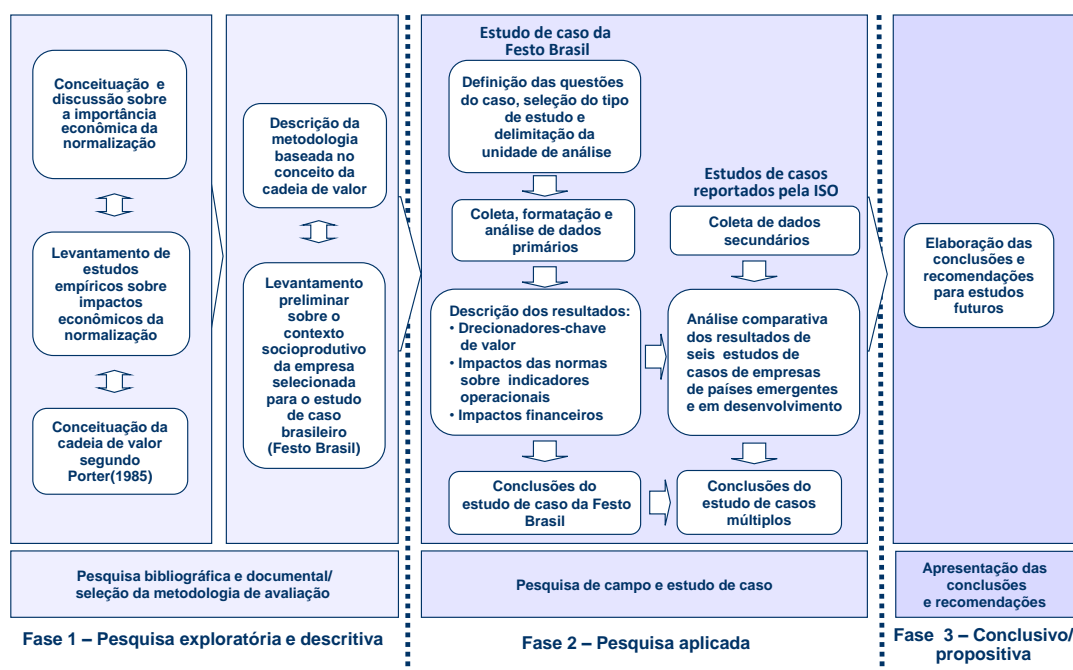 Conceituação e
discussão sobre
a importância
econômica da
normalização
Levantamento de
estudos
empíricos sobre
impactos
econômicos da
normalização
Conceituação da
cadeia de valor
segundo
Porter(1985)
Descrição da
metodologia
baseada no
conceito da
cadeia de valor
Levantamento
preliminar
sobre o
contexto
socioprodutivo
da empresa
selecionada
para o estudo
de caso
brasileiro
(Festo Brasil)
Pesquisa bibliográfica e documental/
seleção da metodologia de avaliação
Fase 1 – Pesquisa exploratória e descritiva
Estudo de caso da
Festo Brasil
Definição das questões
do caso, seleção do tipo
de estudo e
delimitação da
unidade de análise
Coleta, formatação e
análise de dados
primários
Descrição dos resultados:
• Drecionadores-chave
de valor
• Impactos das normas
sobre indicadores
operacionais
• Impactos financeiros
Conclusões do
estudo de caso da Festo
Brasil
Estudos de casos
reportados pela ISO
Coleta de dados
secundários
Análise comparativa
dos resultados de
seis estudos de
casos de empresas
de países emergentes
e em desenvolvimento
Conclusões do
estudo de casos
múltiplos
Pesquisa de campo e estudo de caso
Fase 2 – Pesquisa aplicada
Elaboração das
conclusões e
recomendações
para estudos
futuros
Apresentação das
conclusões
e recomendações
Fase 3 – Conclusivo/
propositiva